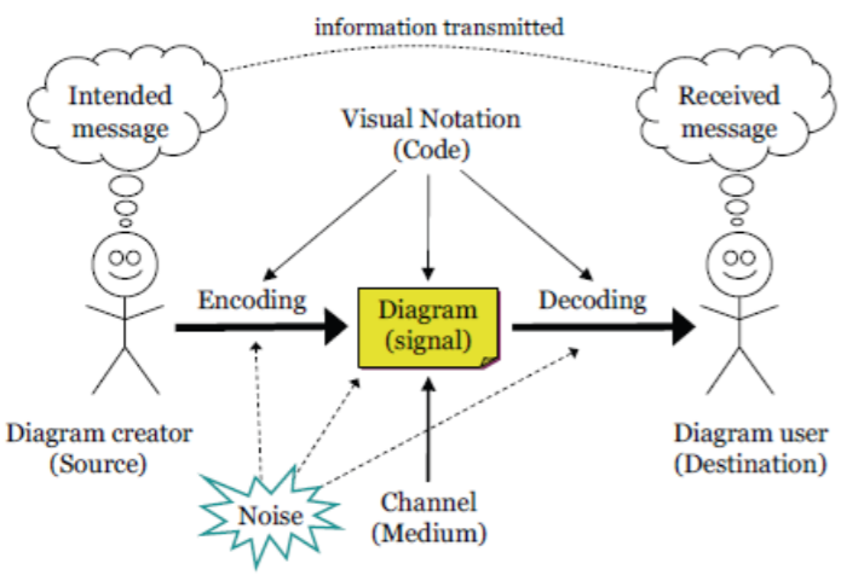 information transmitted
Intended
message
Received
message
Visual Notation
(Code)
Encoding
Diagram
(signal)
Decoding
Diagram creator
(Source)
Diagram user
(Destination)
Noise
Channel
(Medium)